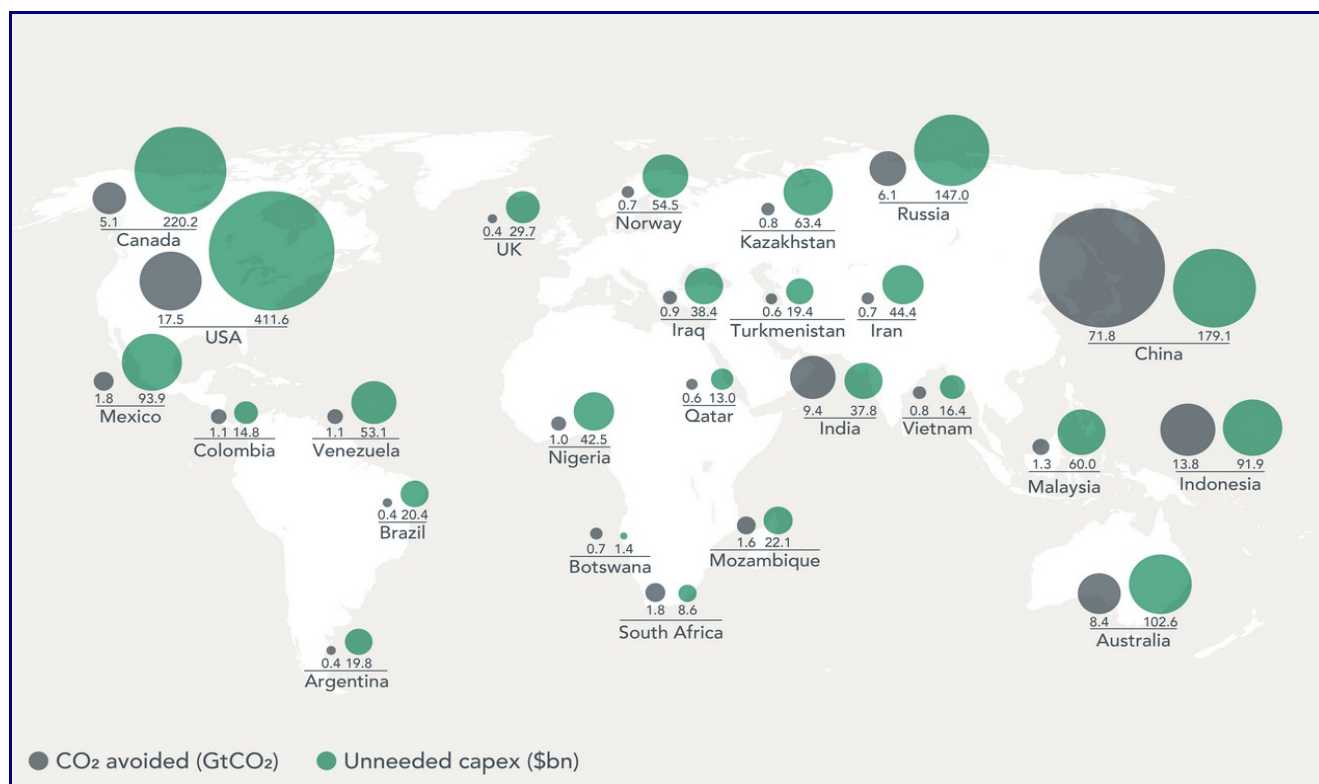 5.1 220.2
Canada
17.5 411.6
USA
1.8 93.9
Mexico
1.1 14.8
Colombia
1.1 53.1
Venezuela
0.4 20.4
Brazil
0.4 19.8
Argentina
0.4 29.7
UK
0.7 54.5
Norway
0.8 63.4
Kazakhstan
6.1 147.0
Russia
0.9 38.4
Iraq
0.6 19.4
Turkmenistan
0.7 44.4
Iran
71.8 179.1
China
0.6 13.0
Qatar
9.4 37.8
India
0.8 16.4
Vietnam
1.0 42.5
Nigeria
1.3 60.0
Malaysia
13.8 91.9
Indonesia
0.7 1.4
Botswana
1.6 22.1
Mozambique
1.8 8.6
South Africa
8.4 102.6
Australia
CO₂ avoided (GtCO₂) Unneeded capex ($bn)